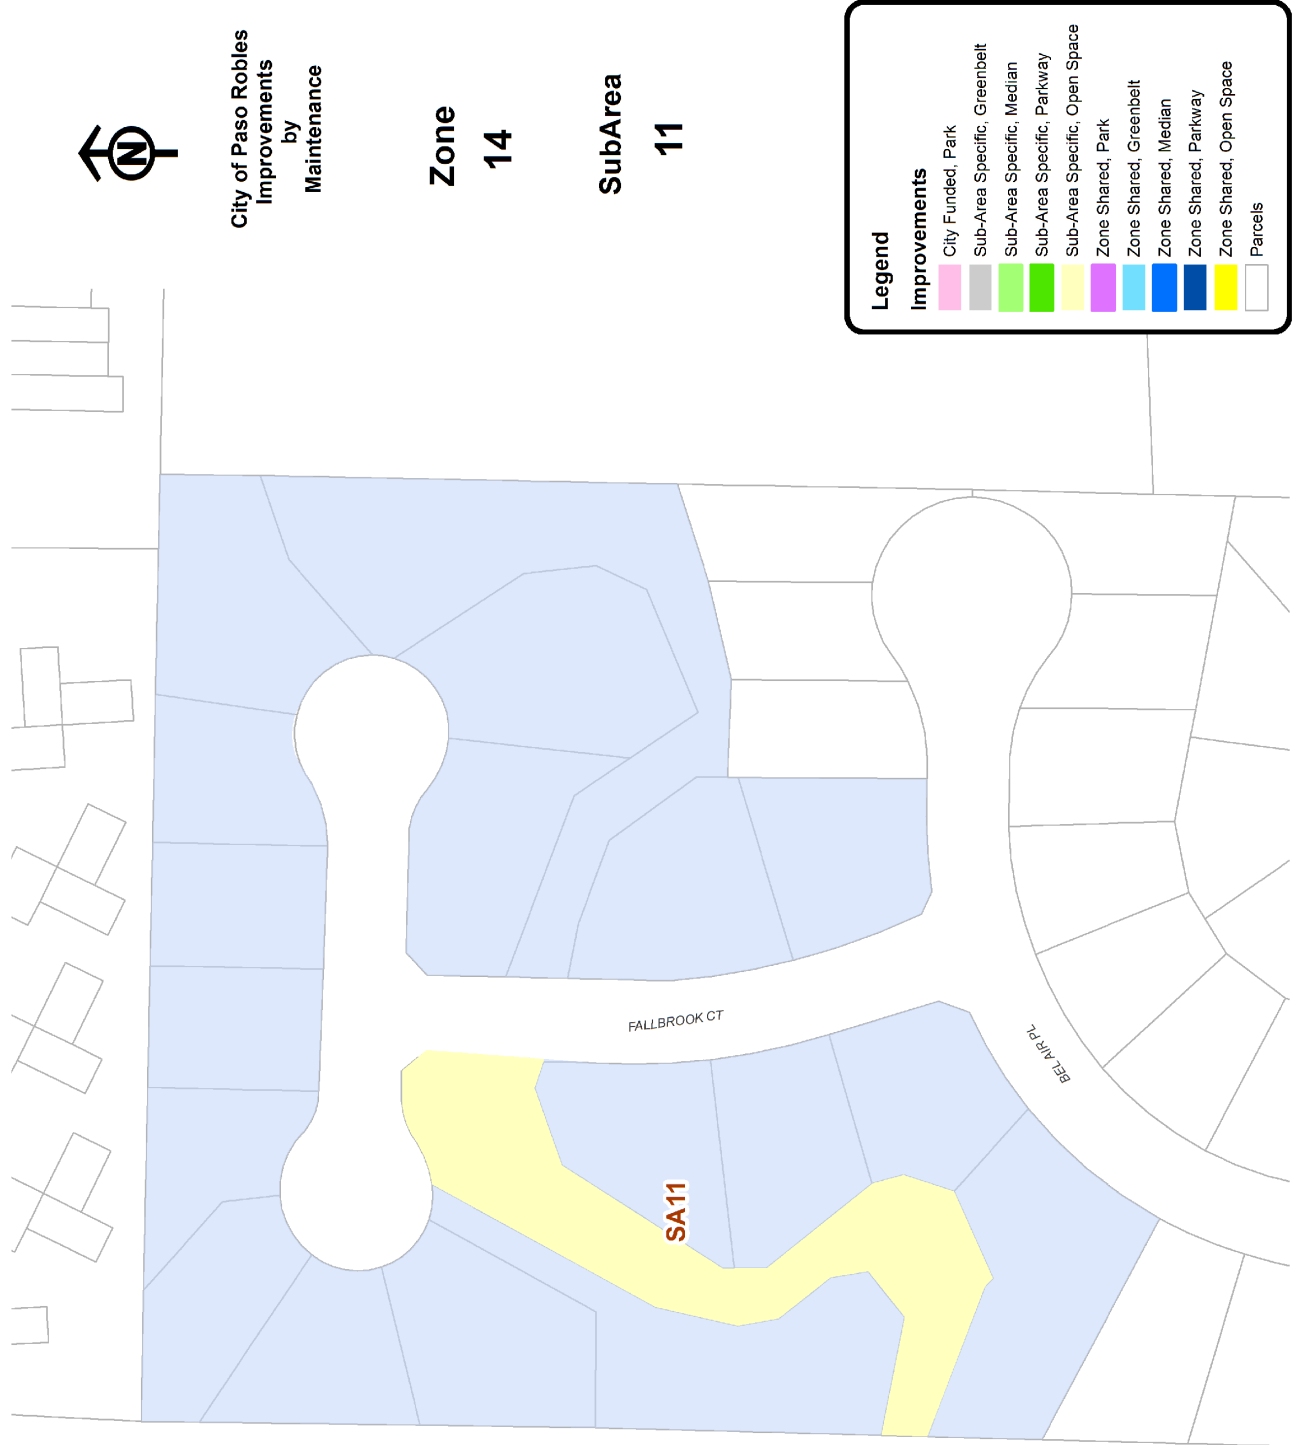 N
City of Paso Robles
Improvements
by
Maintenance
Zone
14
SubArea
11
Legend
Improvements
City Funded, Park
Sub-Area Specific, Greenbelt
Sub-Area Specific, Median
Sub-Area Specific, Parkway
Sub-Area Specific, Open Space
Zone Shared, Park
Zone Shared, Greenbelt
Zone Shared, Median
Zone Shared, Parkway
Zone Shared, Open Space
Parcels
FALLBROOK CT
BEL AIR PL
SA11